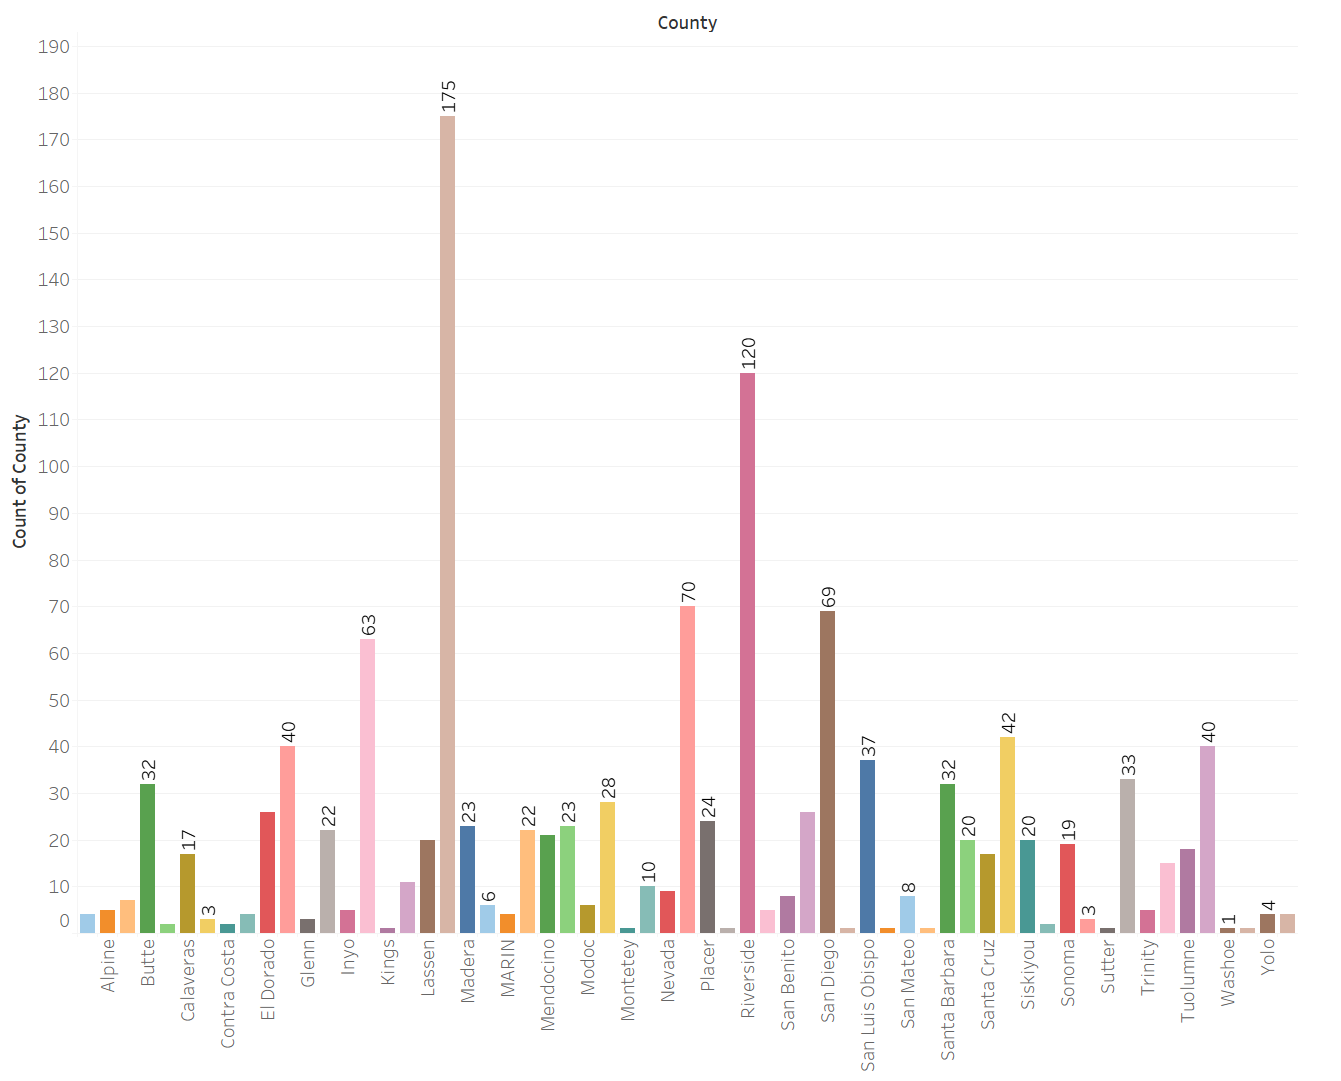 County
190
180
170
160
150
140
130
120
110
100
90
80
70
60
50
40
30
20
10
0
Count of County
32
17
3
40
22
63
175
23
6
22
23
28
10
70
24
120
69
37
8
32
20
42
20
19
3
33
40
1
4
Alpine
Butte
Calaveras
Contra Costa
El Dorado
Glenn
Inyo
Kings
Lassen
Madera
MARIN
Mendocino
Modoc
Montetey
Nevada
Placer
Riverside
San Benito
San Diego
San Luis Obispo
San Mateo
Santa Barbara
Santa Cruz
Siskiyou
Sonoma
Sutter
Trinity
Tuolumne
Washoe
Yolo